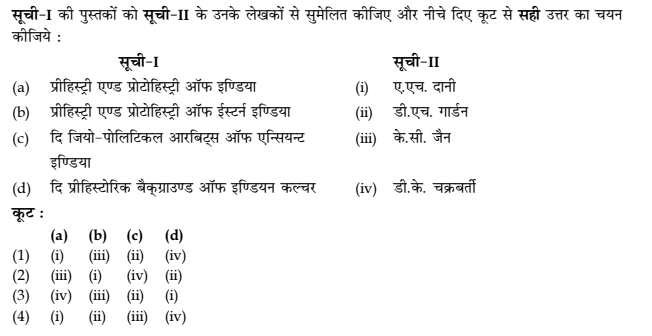 सूची-I की पुस्तकों को सूची-II के उनके लेखकों से सुमेलित कीजिए और नीचे दिए कूट से सही उत्तर का चयन
कीजिये :
सूची-I सूची-II
(a) प्रीहिस्ट्री एण्ड प्रोटोहिस्ट्री ऑफ इण्डिया (i) ए.एच. दानी
(b) प्रीहिस्ट्री एण्ड प्रोटोहिस्ट्री ऑफ ईस्टर्न इण्डिया (ii) डी.एच. गार्डन
(c) दि जियो-पोलिटिकल आरबिट्स ऑफ एन्सियन्ट (iii) के.सी. जैन
इण्डिया
(d) दि प्रीहिस्टोरिक बैक्ग्राउण्ड ऑफ इण्डियन कल्चर (iv) डी.के. चक्रबर्ती
कूट :
(a) (b) (c) (d)
(1) (i) (iii) (ii) (iv)
(2) (iii) (i) (iv) (ii)
(3) (iv) (iii) (ii) (i)
(4) (i) (ii) (iii) (iv)